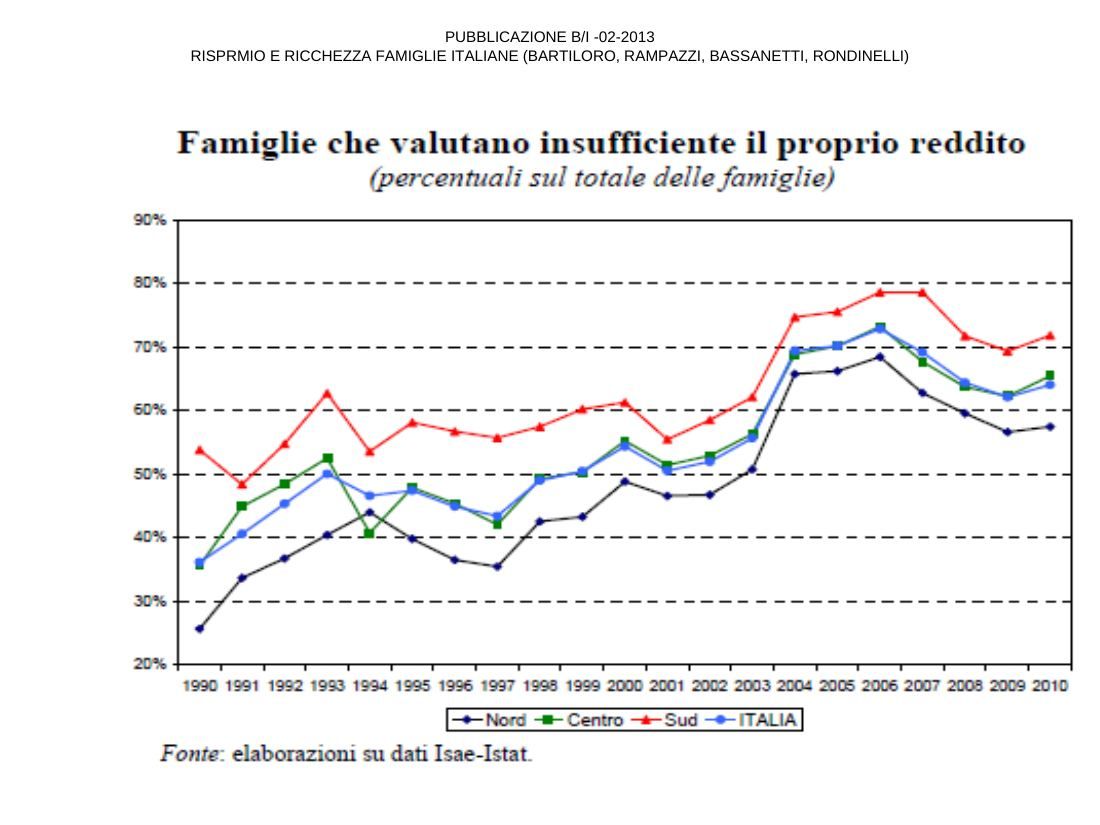 PUBBLICAZIONE B/I -02-2013
RISPRMIO E RICCHEZZA FAMIGLIE ITALIANE (BARTILORO, RAMPAZZI, BASSANETTI, RONDINELLI)
Famiglie che valutano insufficiente il proprio reddito
(percentuali sul totale delle famiglie)
90%
80%
70%
60%
50%
40%
30%
20%
1990 1991 1992 1993 1994 1995 1996 1997 1998 1999 2000 2001 2002 2003 2004 2005 2006 2007 2008 2009 2010
Nord Centro Sud ITALIA
Fonte: elaborazioni su dati Isae-Istat.